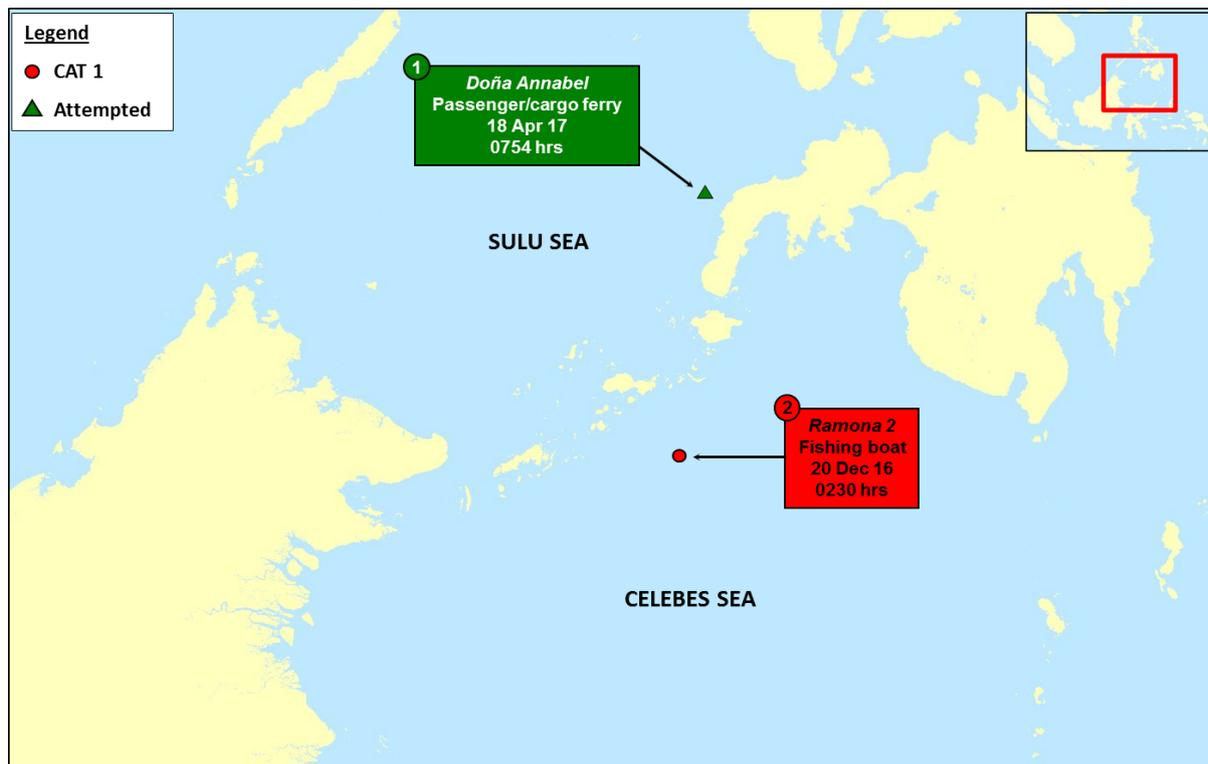 Legend
CAT 1
Attempted
1
Doña Annabel
Passenger/cargo ferry
18 Apr 17
0754 hrs
SULU SEA
2
Ramona 2
Fishing boat
20 Dec 16
0230 hrs
CELEBES SEA